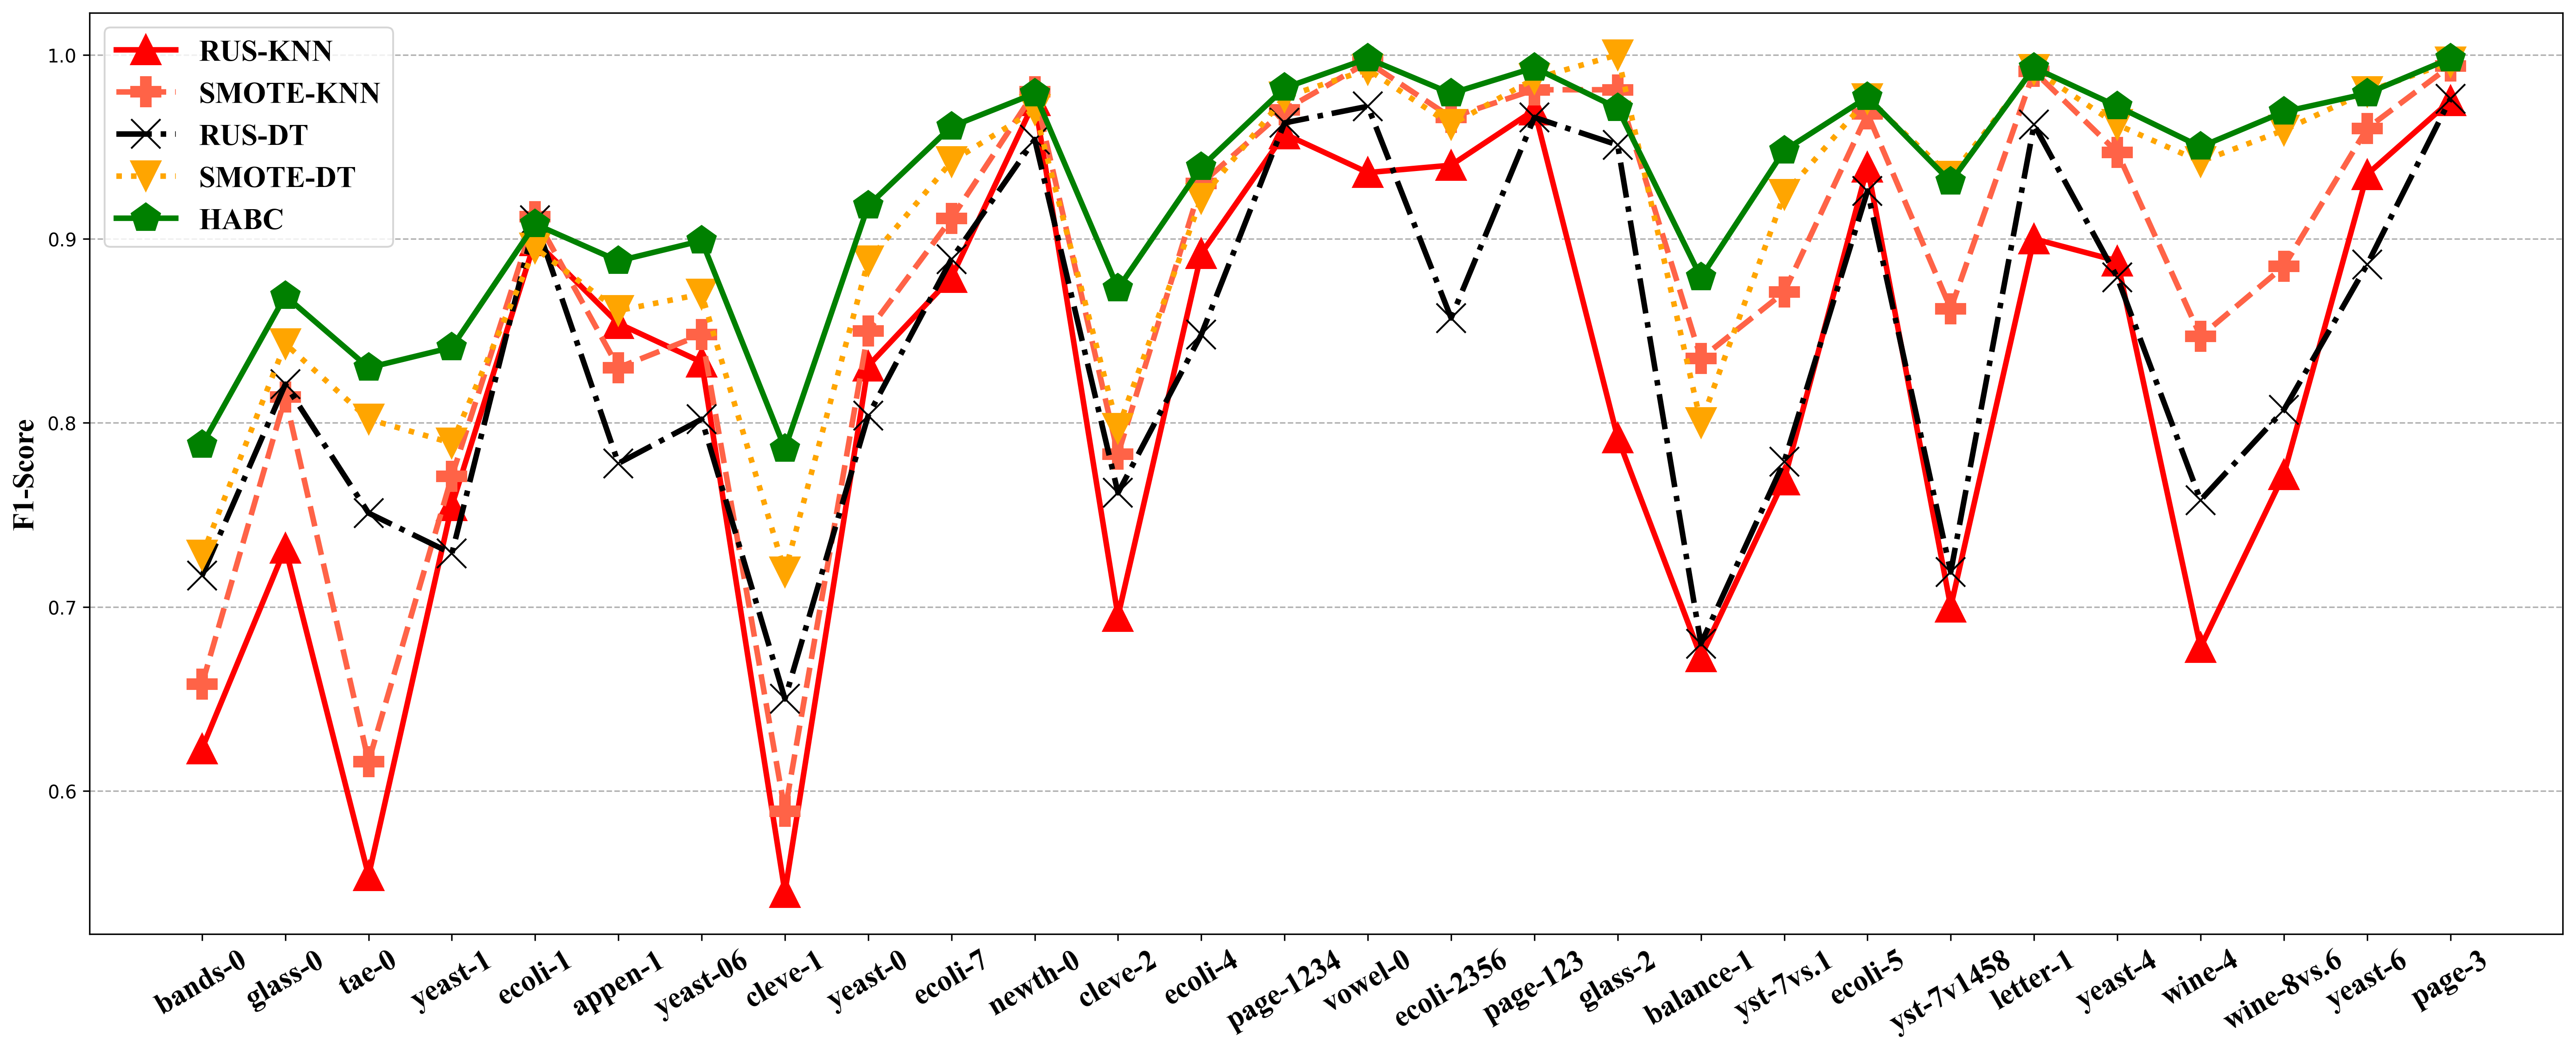 RUS-KNN
SMOTE-KNN
RUS-DT
SMOTE-DT
HABC
F1-Score
1.0
0.9
0.8
0.7
0.6
bands-0
glass-0
tae-0
yeast-1
ecoli-1
appen-1
yeast-06
cleve-1
yeast-0
ecoli-7
newth-0
cleve-2
ecoli-4
page-1234
vowel-0
ecoli-2356
page-123
glass-2
balance-1
yst-7vs.1
ecoli-5
yst-7v1458
letter-1
yeast-4
wine-4
wine-8vs.6
yeast-6
page-3